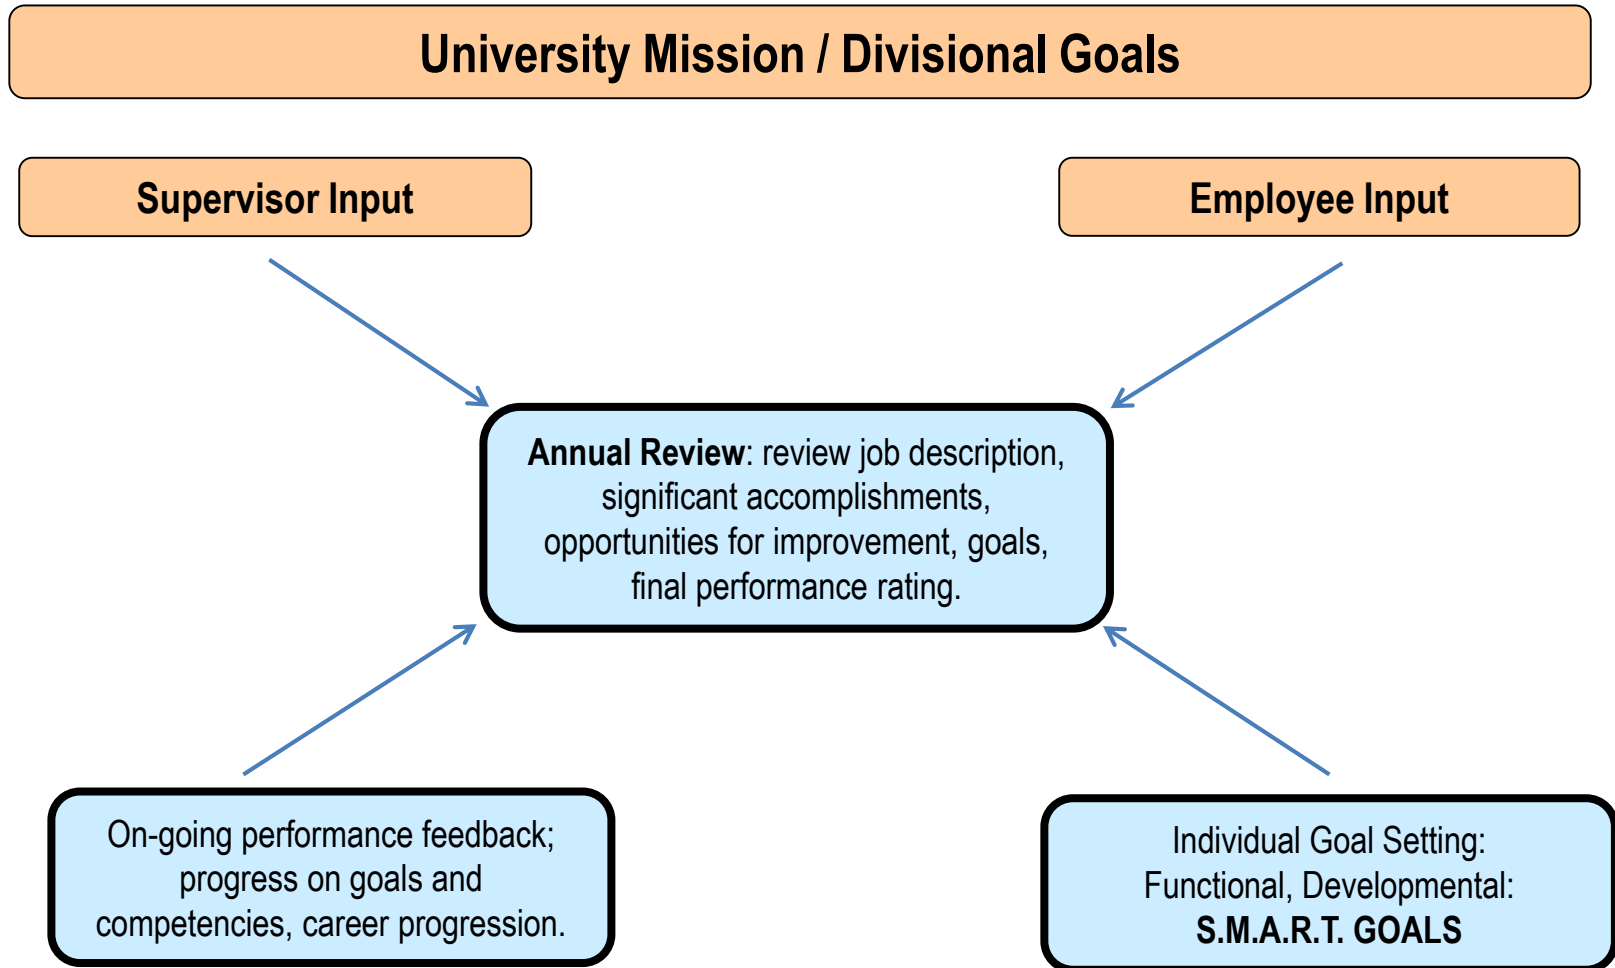 University Mission / Divisional Goals
Supervisor Input
Employee Input
Annual Review: review job description,
significant accomplishments,
opportunities for improvement, goals,
final performance rating.
On-going performance feedback;
progress on goals and
competencies, career progression.
Individual Goal Setting:
Functional, Developmental:
S.M.A.R.T. GOALS